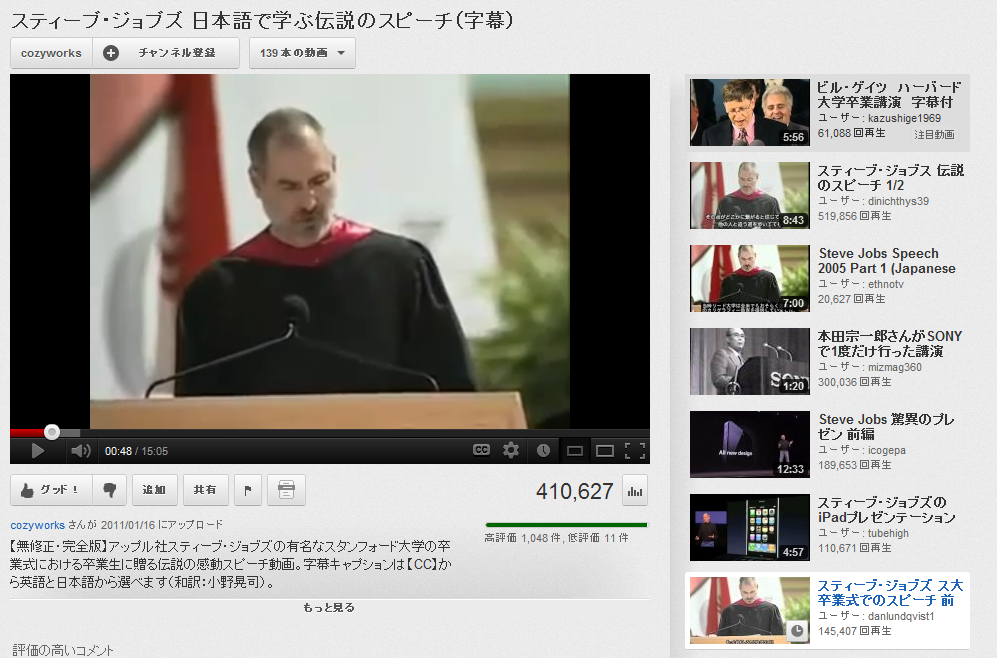 スティーブ・ジョブズ 日本語で学ぶ伝説のスピーチ(字幕)
cozyworks
チャンネル登録
139 本の動画
00:48 / 15:05
CC
グッド!
追加
共有
410,627
cozyworks さんが 2011/01/16 にアップロード
高評価 1,048 件, 低評価 11 件
【無修正・完全版】アップル社スティーブ・ジョブズの有名なスタンフォード大学の卒
業式における卒業生に贈る伝説の感動スピーチ動画。字幕キャプションは【CC】か
ら英語と日本語から選べます(和訳:小野晃司)。
もっと見る
評価の高いコメント
5:56
ビル・ゲイツ ハーバード
大学卒業講演 字幕付
ユーザー: kazushige1969
61,088 回再生
注目動画
8:43
スティーブ・ジョブス 伝説
のスピーチ 1/2
ユーザー: dinichthys39
519,856 回再生
7:00
Steve Jobs Speech
2005 Part 1 (Japanese
ユーザー: ethnotv
20,627 回再生
SONY
1:20
本田宗一郎さんがSONY
で1度だけ行った講演
ユーザー: mizmag360
300,036 回再生
All new design
12:33
Steve Jobs 驚異のプレ
ゼン 前編
ユーザー: icogepa
189,653 回再生
4:57
スティーブ・ジョブズの
iPadプレゼンテーション
ユーザー: tubehigh
110,671 回再生
スティーブ・ジョブズ ス大
卒業式でのスピーチ 前
ユーザー: danlundqvist1
145,407 回再生